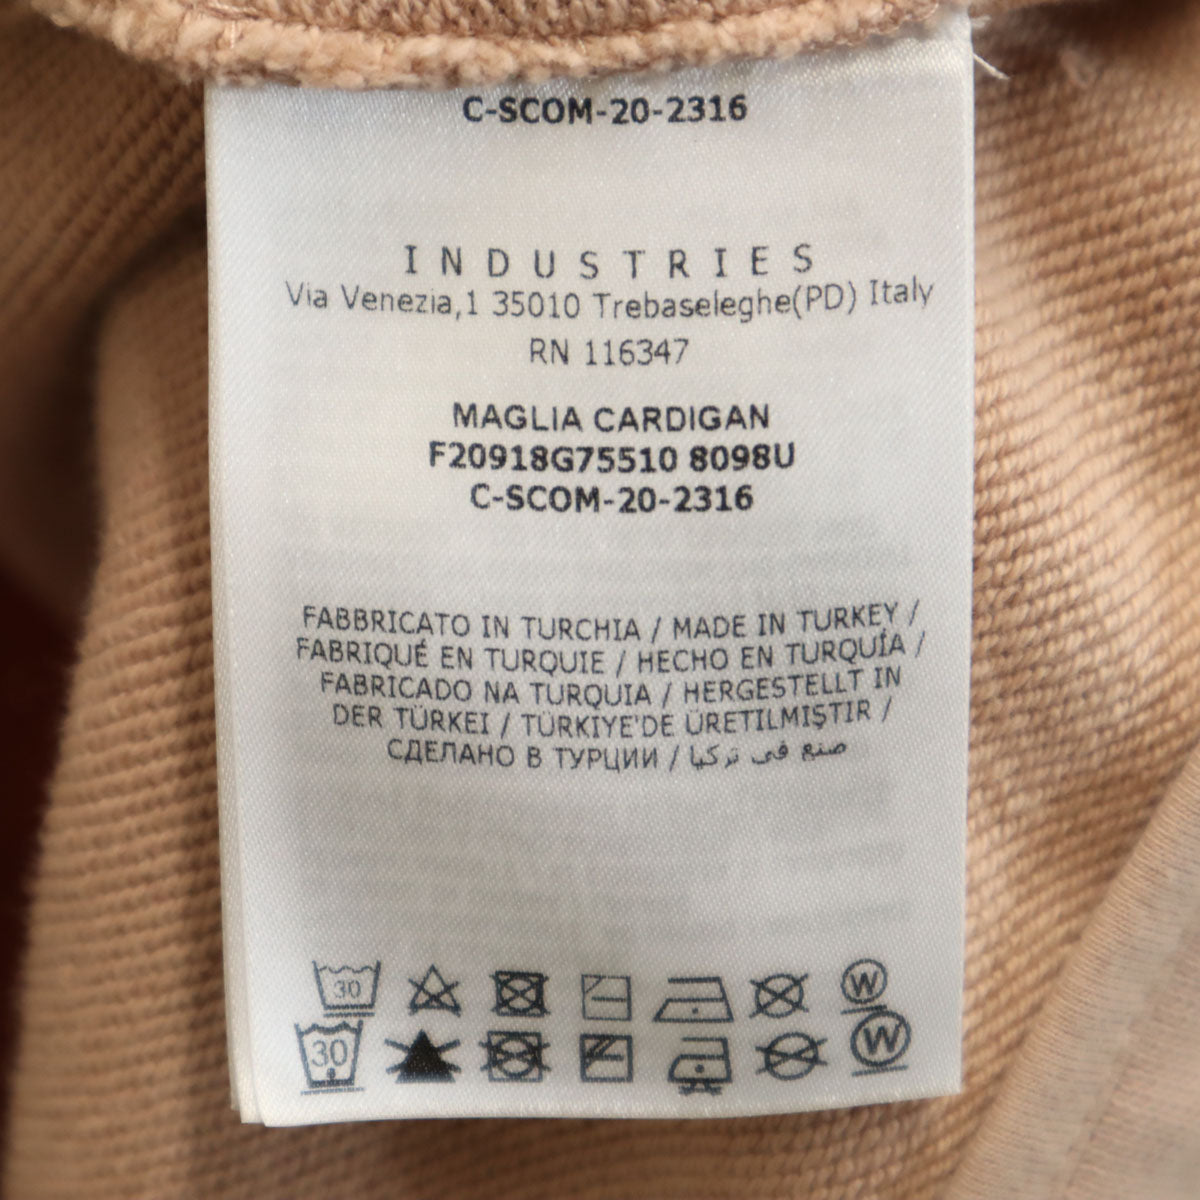 C-SCOM-20-2316
INDUSTRIES
Via Venezia,1 35010 Trebaseleghe(PD) Italy
RN 116347
MAGLIA CARDIGAN
F20918G75510 8098U
C-SCOM-20-2316
FABBRICATO IN TURCHIA / MADE IN TURKEY /
FABRIQUÉ EN TURQUIE / HECHO EN TURQUÍA /
FABRICADO NA TURQUIA / HERGESTELLT IN
DER TÜRKEI / TÜRKIYE'DE ÜRETILMIŞTIR /
СДЕЛАНО В ТУРЦИИ / صنع في تركيا
30 W
30 W